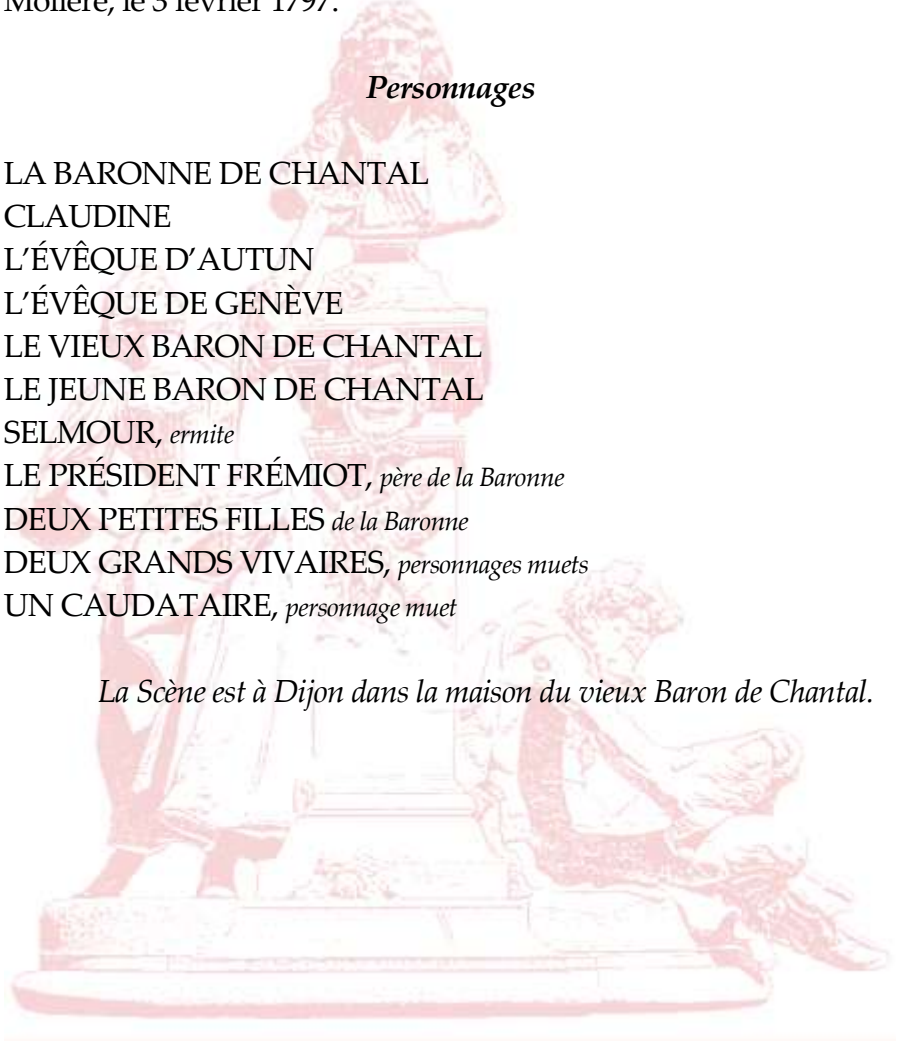 Molière, le 3 février 1797.
Personnages
LA BARONNE DE CHANTAL
CLAUDINE
L’ÉVÊQUE D’AUTUN
L’ÉVÊQUE DE GENÈVE
LE VIEUX BARON DE CHANTAL
LE JEUNE BARON DE CHANTAL
SELMOUR, ermite
LE PRÉSIDENT FRÉMIOT, père de la Baronne
DEUX PETITES FILLES de la Baronne
DEUX GRANDS VIVAIRES, personnages muets
UN CAUDATAIRE, personnage muet
La Scène est à Dijon dans la maison du vieux Baron de Chantal.